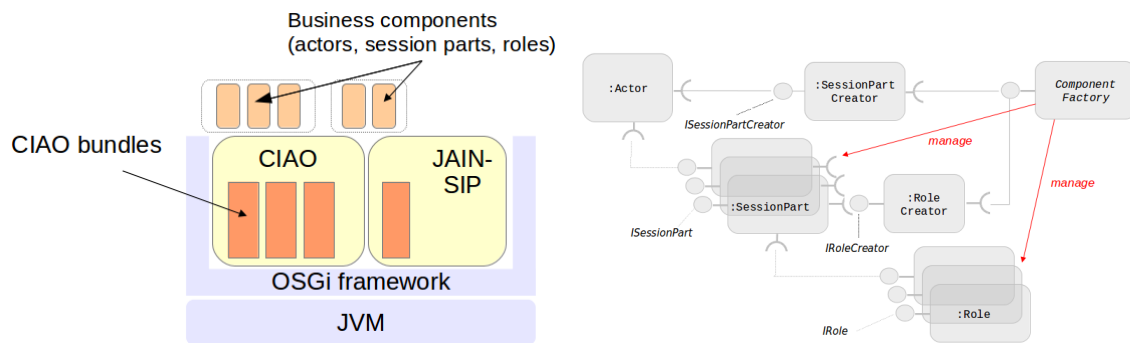 Business components
(actors, session parts, roles)
CIAO bundles
CIAO
JAIN-
SIP
OSGi framework
JVM
:Actor
ISessionPartCreator
:SessionPart
Creator
Component
Factory
manage
manage
:SessionPart
ISessionPart
:Role
Creator
IRoleCreator
:Role
IRole